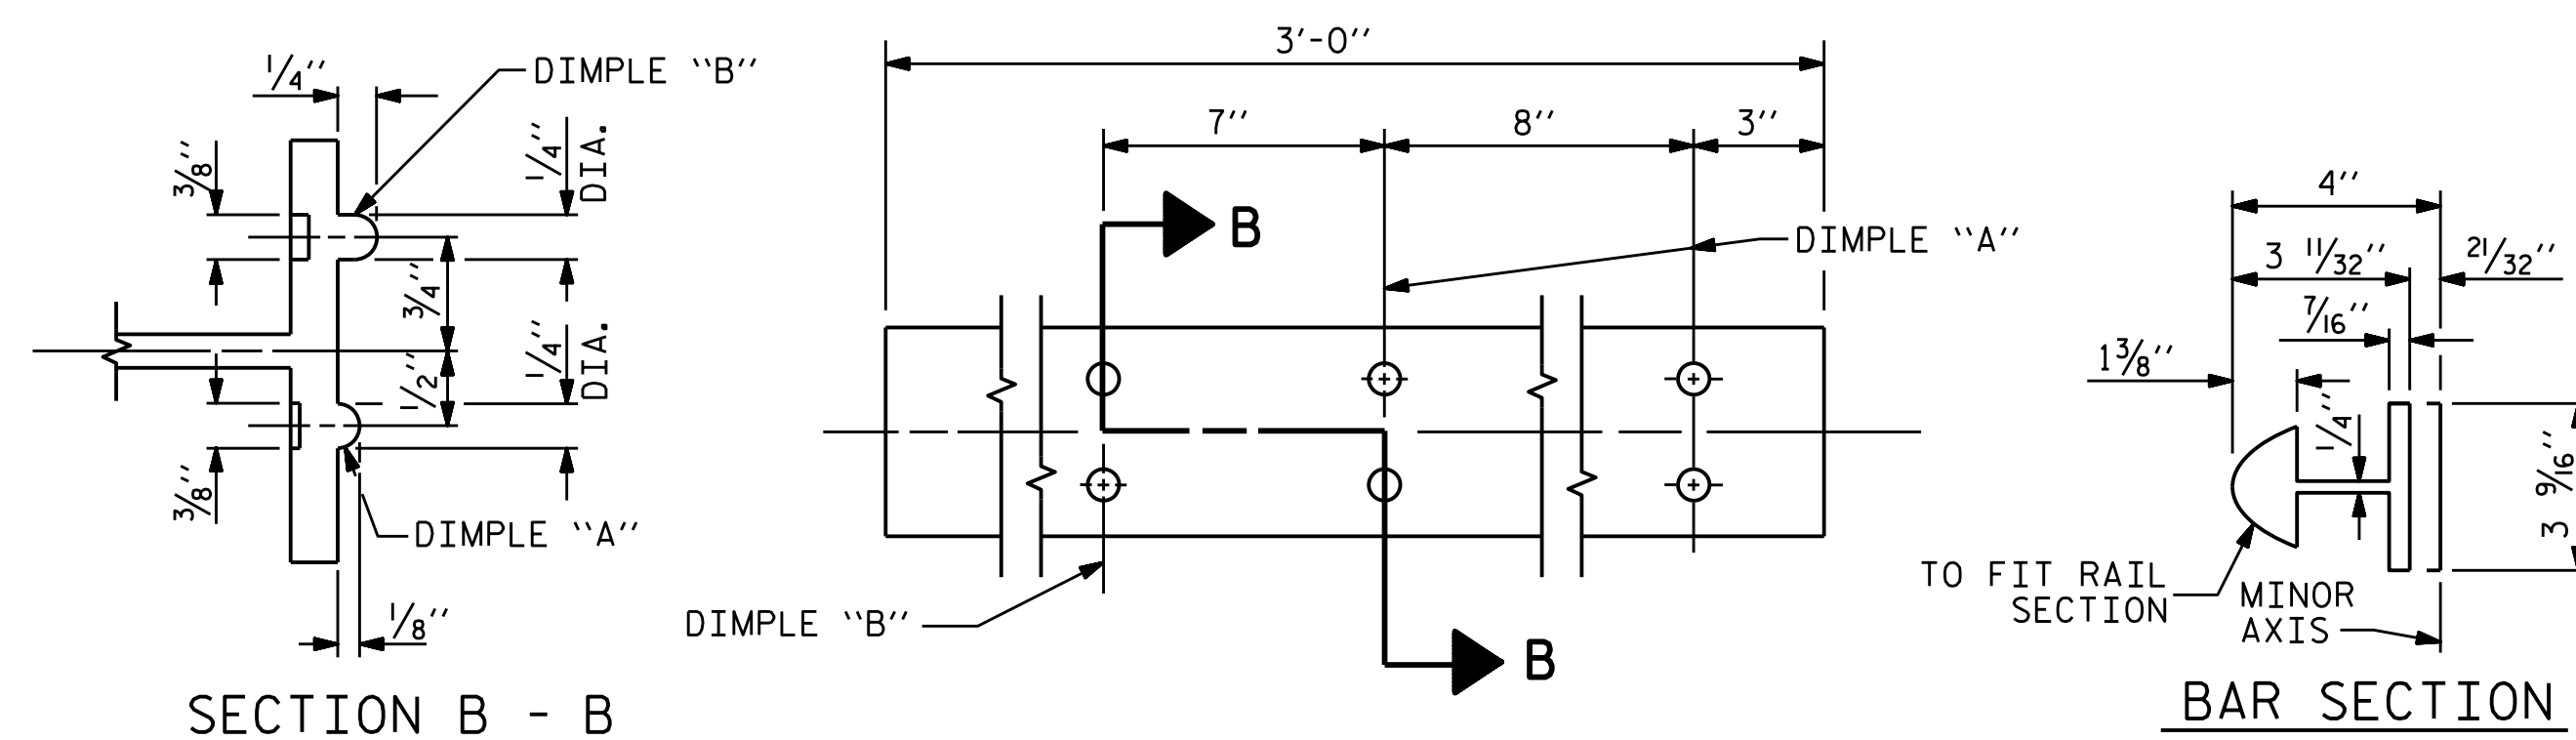 1/4"
DIMPLE "B"
3/8"
1/4" DIA.
3/4"
1/2"
1/4" DIA.
3/8"
DIMPLE "A"
1/8"
SECTION B - B
3'-0"
7"
8"
3"
B
DIMPLE "A"
DIMPLE "B"
B
4"
3 11/32"
21/32"
7/16"
1 3/8"
1/4"
3 9/16"
TO FIT RAIL
SECTION
MINOR
AXIS
BAR SECTION